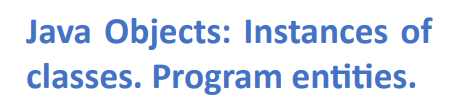 Java Objects: Instances of
classes. Program entities.